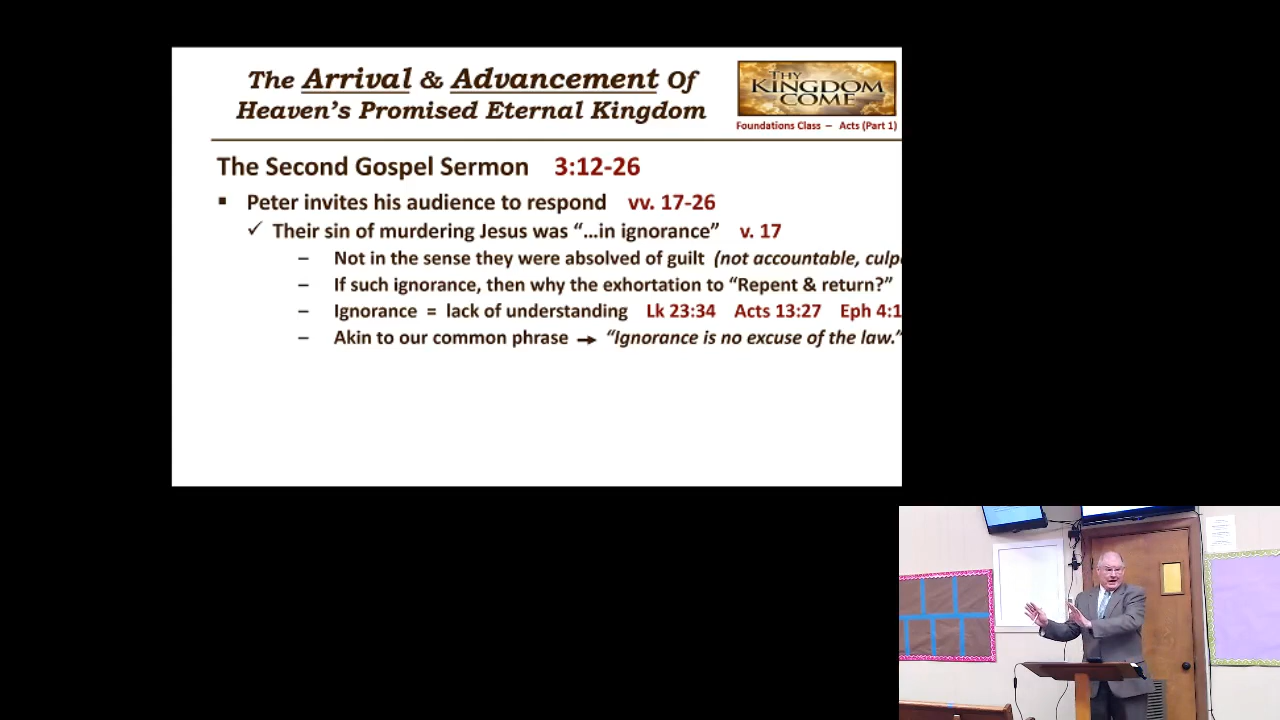 The Arrival & Advancement Of
Heaven's Promised Eternal Kingdom
THY
KINGDOM
COME
Foundations Class – Acts (Part 1)
The Second Gospel Sermon 3:12-26
▪ Peter invites his audience to respond vv. 17-26
✓ Their sin of murdering Jesus was “…in ignorance” v. 17
– Not in the sense they were absolved of guilt (not accountable, culp
– If such ignorance, then why the exhortation to “Repent & return?”
– Ignorance = lack of understanding Lk 23:34 Acts 13:27 Eph 4:1
– Akin to our common phrase → “Ignorance is no excuse of the law.”